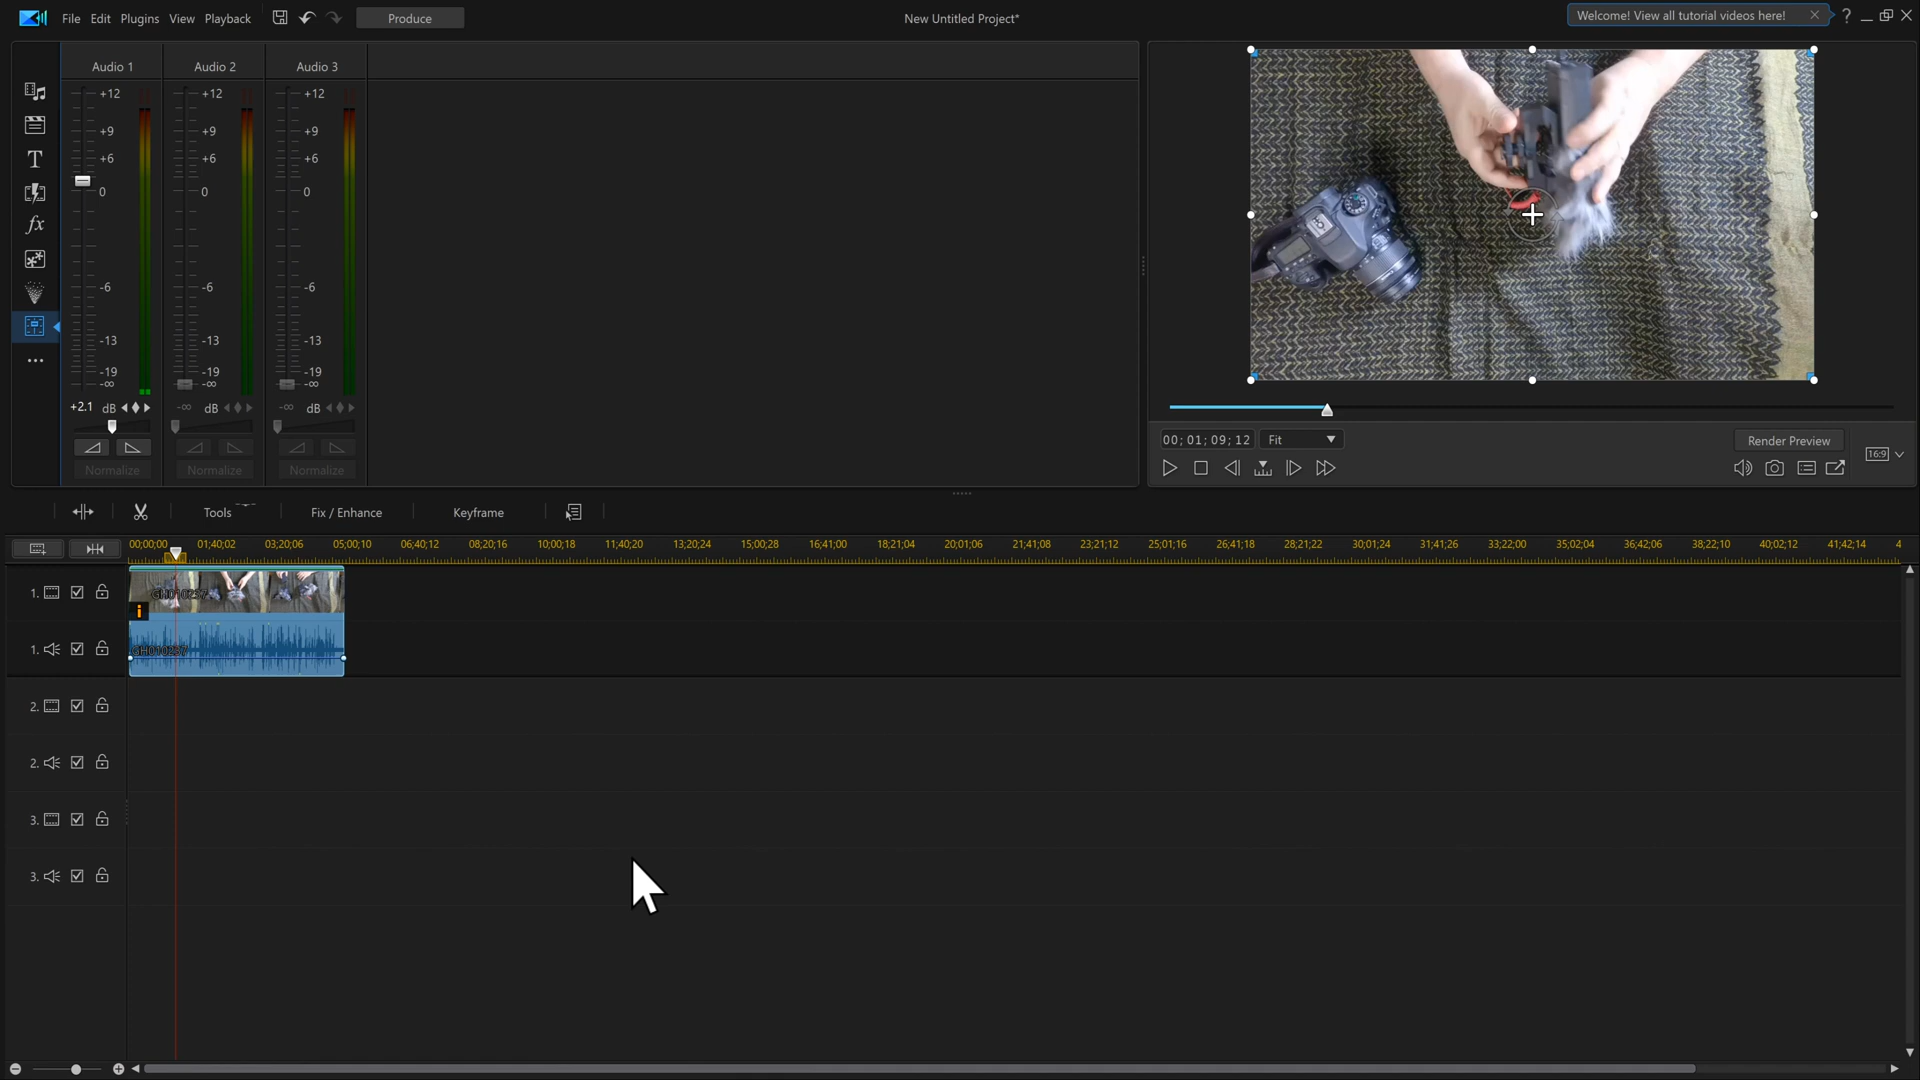 File Edit Plugins View Playback Produce New Untitled Project* Welcome! View all tutorial videos here! ?
Audio 1 Audio 2 Audio 3
+12 +12 +12
+9 +9 +9
+6 +6 +6
0 0 0
-6 -6 -6
-13 -13 -13
-19 -19 -19
-∞ -∞ -∞
+2.1 dB -∞ dB -∞ dB
Normalize Normalize Normalize
T
fx
00; 01; 09; 12 Fit Render Preview
16:9
Tools Fix / Enhance Keyframe
00;00;00 01;40;02 03;20;06 05;00;10 06;40;12 08;20;16 10;00;18 11;40;20 13;20;24 15;00;28 16;41;00 18;21;04 20;01;06 21;41;08 23;21;12 25;01;16 26;41;18 28;21;22 30;01;24 31;41;26 33;22;00 35;02;04 36;42;06 38;22;10 40;02;12 41;42;14 4
1. GH010237
i
1. GH010237
2.
2.
3.
3.